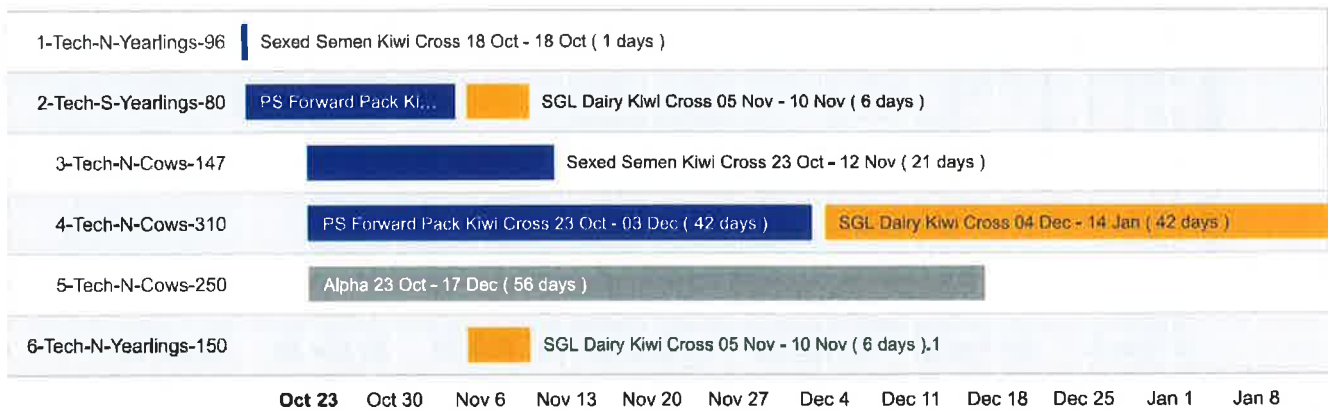 1-Tech-N-Yearlings-96 Sexed Semen Kiwi Cross 18 Oct - 18 Oct ( 1 days )
2-Tech-S-Yearlings-80 PS Forward Pack Ki... SGL Dairy Kiwi Cross 05 Nov - 10 Nov ( 6 days )
3-Tech-N-Cows-147 Sexed Semen Kiwi Cross 23 Oct - 12 Nov ( 21 days )
4-Tech-N-Cows-310 PS Forward Pack Kiwi Cross 23 Oct - 03 Dec ( 42 days ) SGL Dairy Kiwi Cross 04 Dec - 14 Jan ( 42 days )
5-Tech-N-Cows-250 Alpha 23 Oct - 17 Dec ( 56 days )
6-Tech-N-Yearlings-150 SGL Dairy Kiwi Cross 05 Nov - 10 Nov ( 6 days ).1
Oct 23 Oct 30 Nov 6 Nov 13 Nov 20 Nov 27 Dec 4 Dec 11 Dec 18 Dec 25 Jan 1 Jan 8